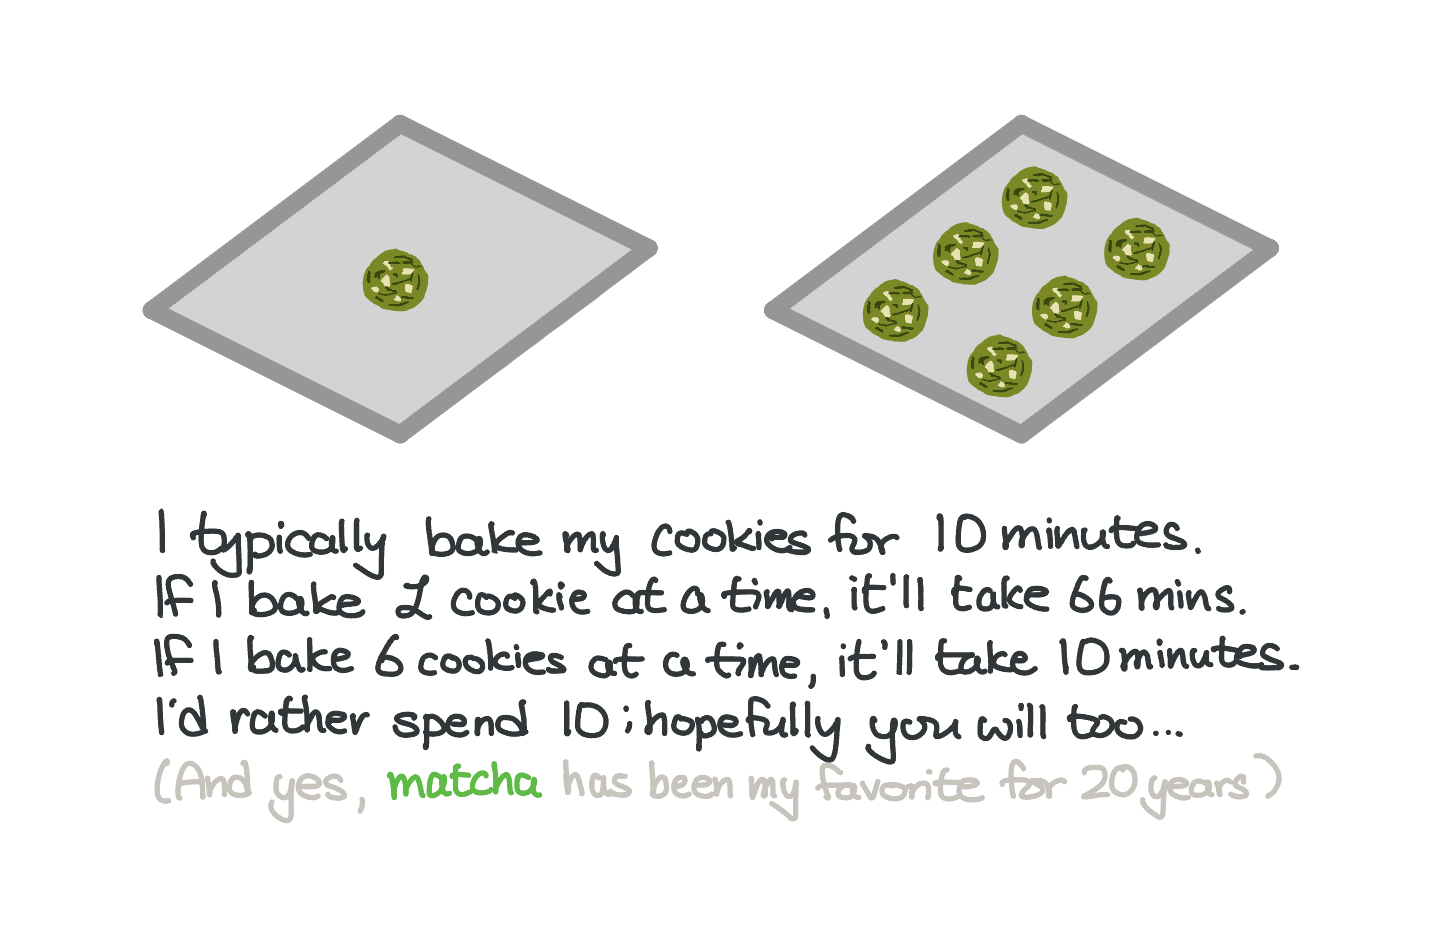 I typically bake my cookies for 10 minutes.
If I bake 1 cookie at a time, it'll take 66 mins.
If I bake 6 cookies at a time, it'll take 10 minutes.
I'd rather spend 10; hopefully you will too...
(And yes, matcha has been my favorite for 20 years)